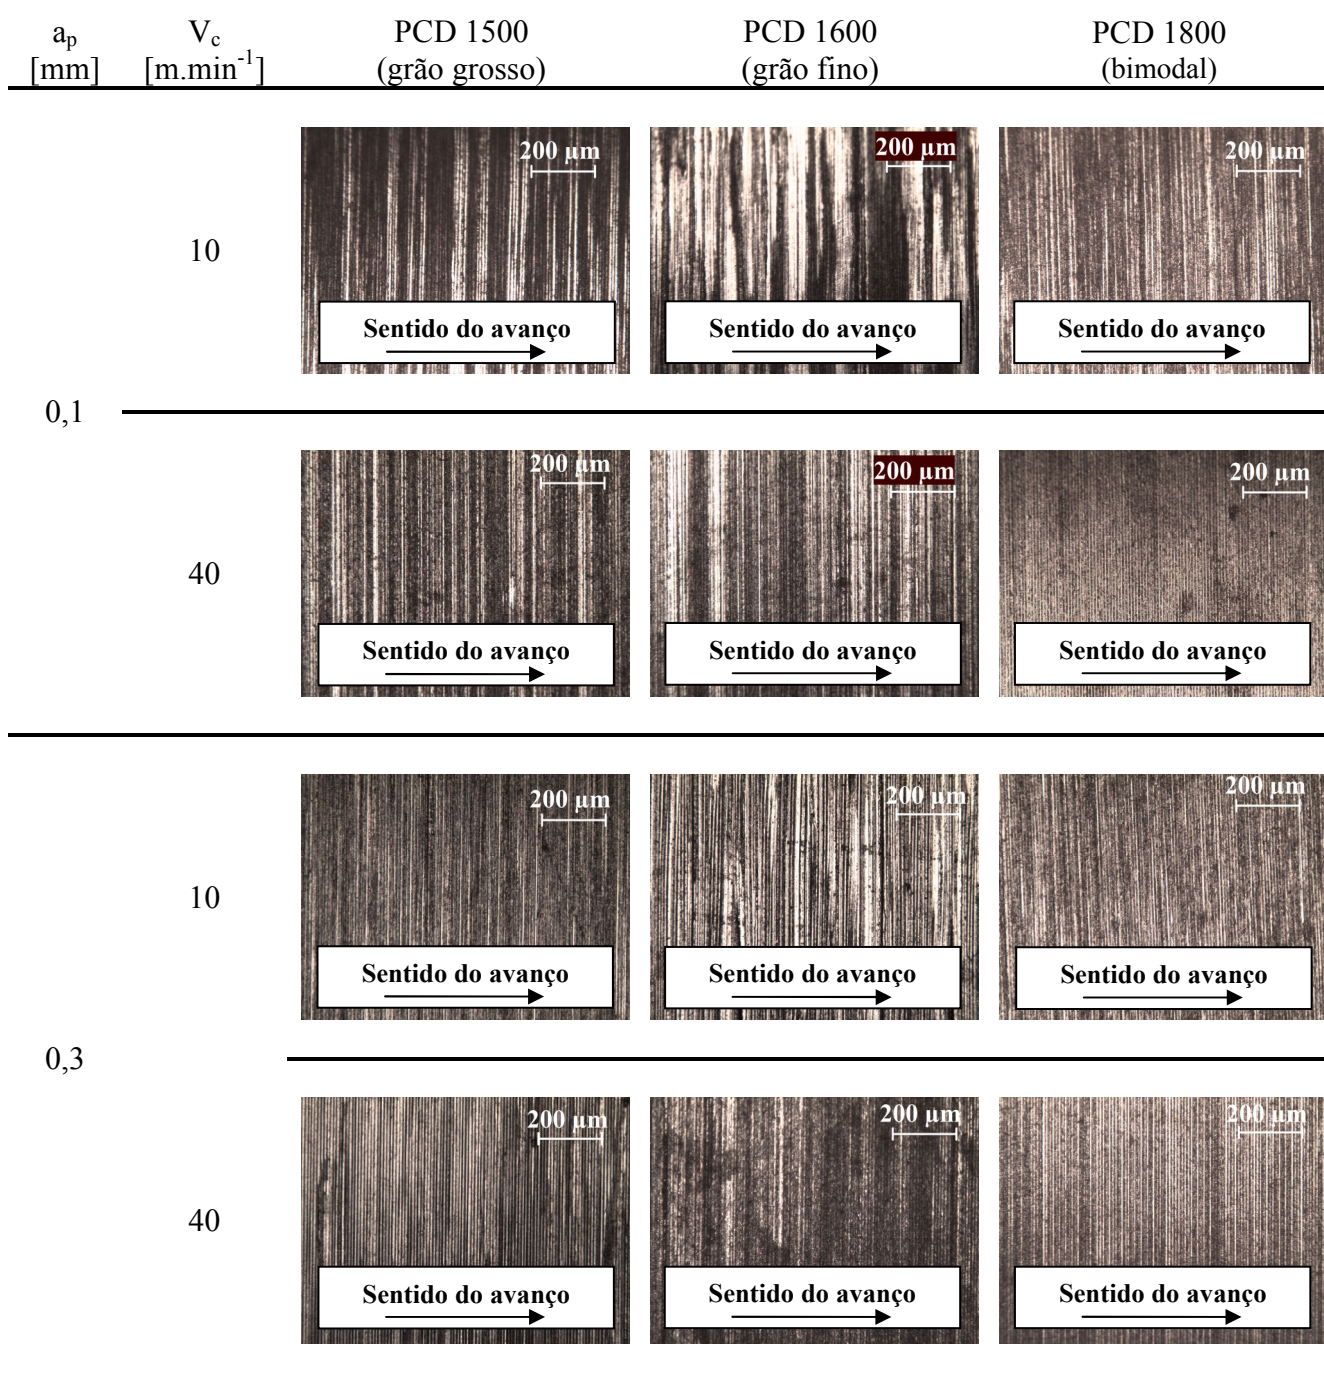 a_p V_c PCD 1500 PCD 1600 PCD 1800
[mm] [m.min⁻¹] (grão grosso) (grão fino) (bimodal)
200 µm 200 µm 200 µm
10
Sentido do avanço Sentido do avanço Sentido do avanço
0,1
200 µm 200 µm 200 µm
40
Sentido do avanço Sentido do avanço Sentido do avanço
200 µm 200 µm 200 µm
10
Sentido do avanço Sentido do avanço Sentido do avanço
0,3
200 µm 200 µm 200 µm
40
Sentido do avanço Sentido do avanço Sentido do avanço